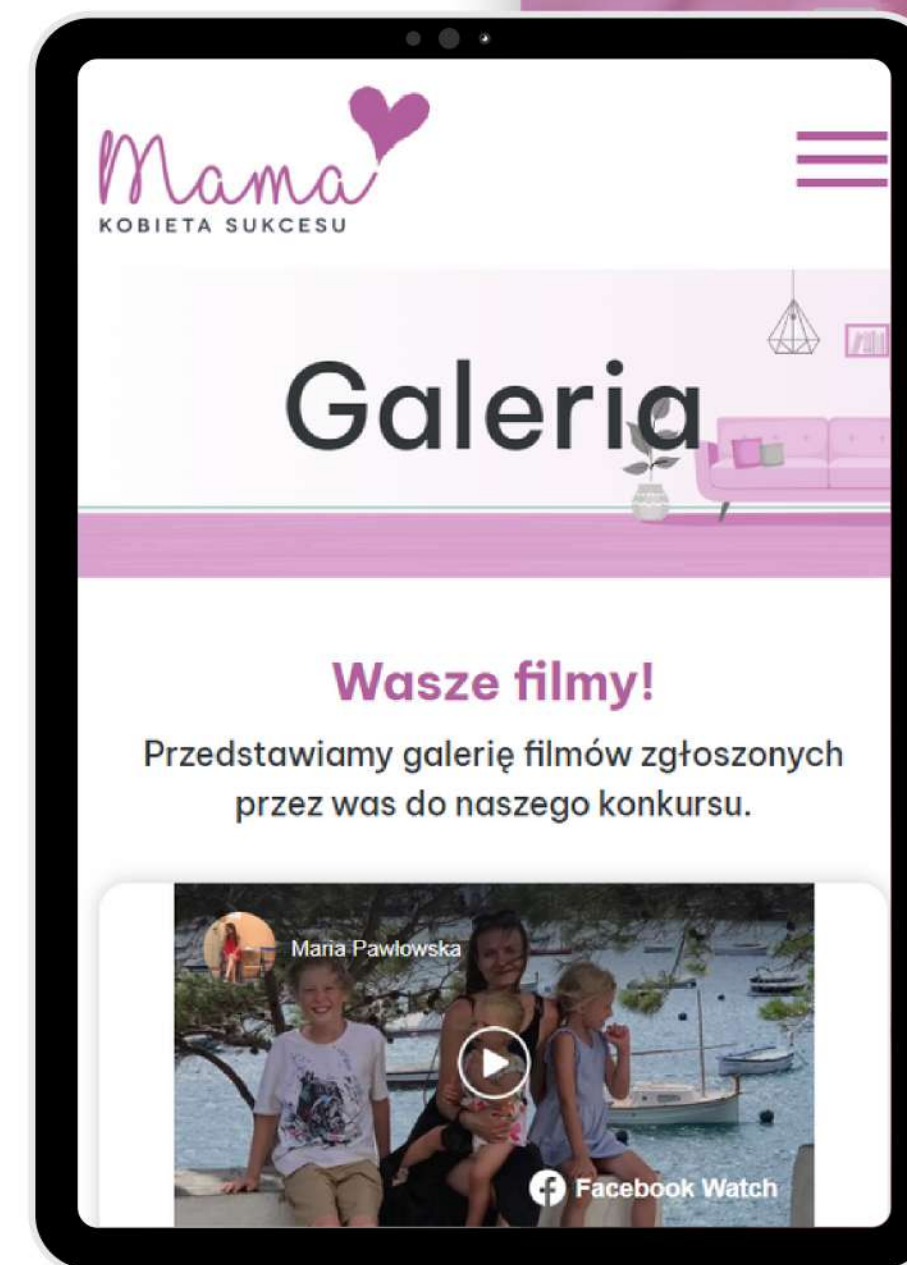 Mama
KOBIETA SUKCESU
Galeria
Wasze filmy!
Przedstawiamy galerię filmów zgłoszonych
przez was do naszego konkursu.
Maria Pawłowska
Facebook Watch